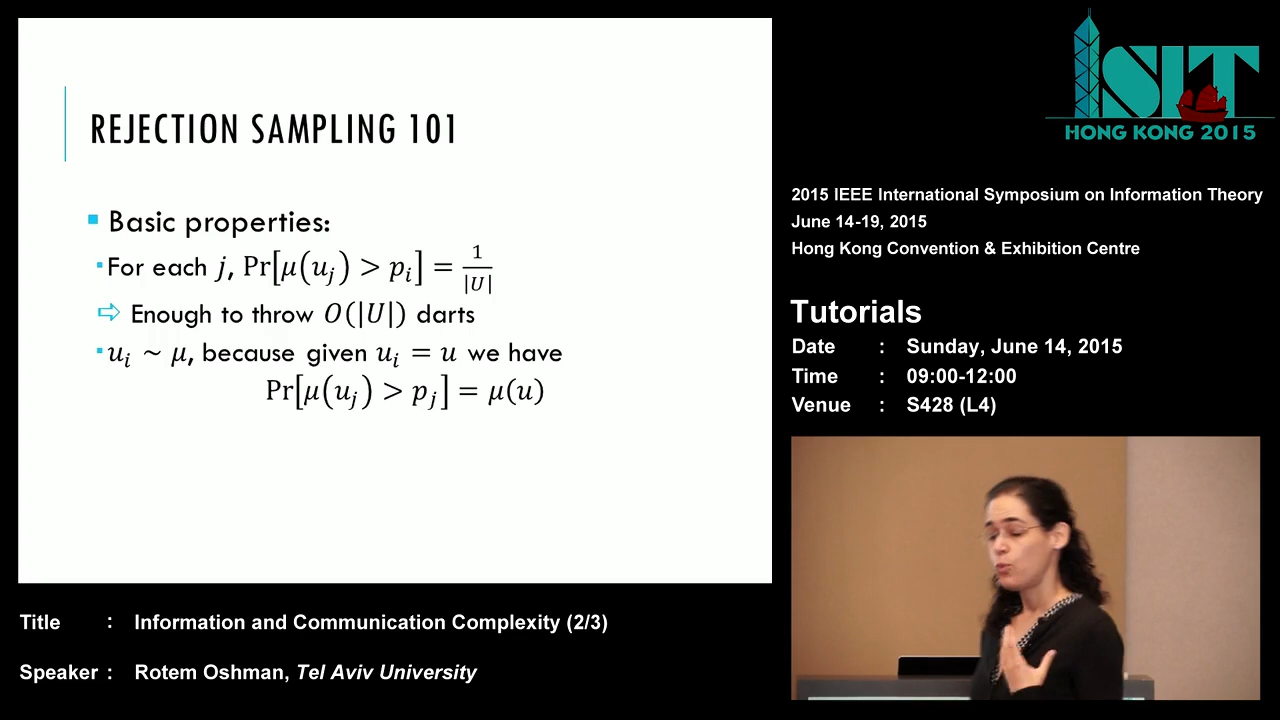 REJECTION SAMPLING 101
▪ Basic properties:
▪ For each j, Pr[μ(u_j) > p_i] = 1/|U|
⇨ Enough to throw O(|U|) darts
▪ u_i ~ μ, because given u_i = u we have
Pr[μ(u_j) > p_j] = μ(u)
ISIT
HONG KONG 2015
2015 IEEE International Symposium on Information Theory
June 14-19, 2015
Hong Kong Convention & Exhibition Centre
Tutorials
Date : Sunday, June 14, 2015
Time : 09:00-12:00
Venue : S428 (L4)
Title : Information and Communication Complexity (2/3)
Speaker : Rotem Oshman, Tel Aviv University